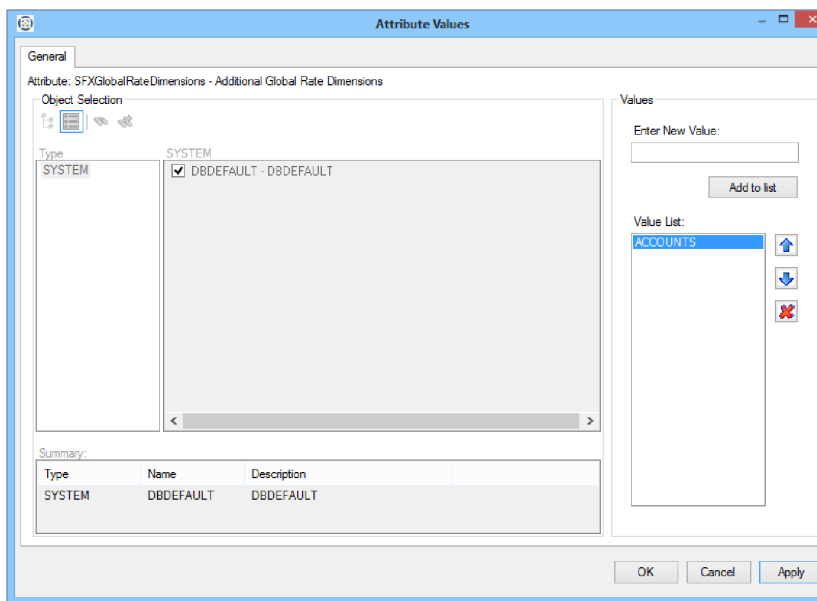 Attribute Values
General
Attribute: SFXGlobalRateDimensions - Additional Global Rate Dimensions
Object Selection
Type
SYSTEM
SYSTEM
DBDEFAULT - DBDEFAULT
Summary:
Type Name Description
SYSTEM DBDEFAULT DBDEFAULT
Values
Enter New Value:
Add to list
Value List:
ACCOUNTS
OK Cancel Apply